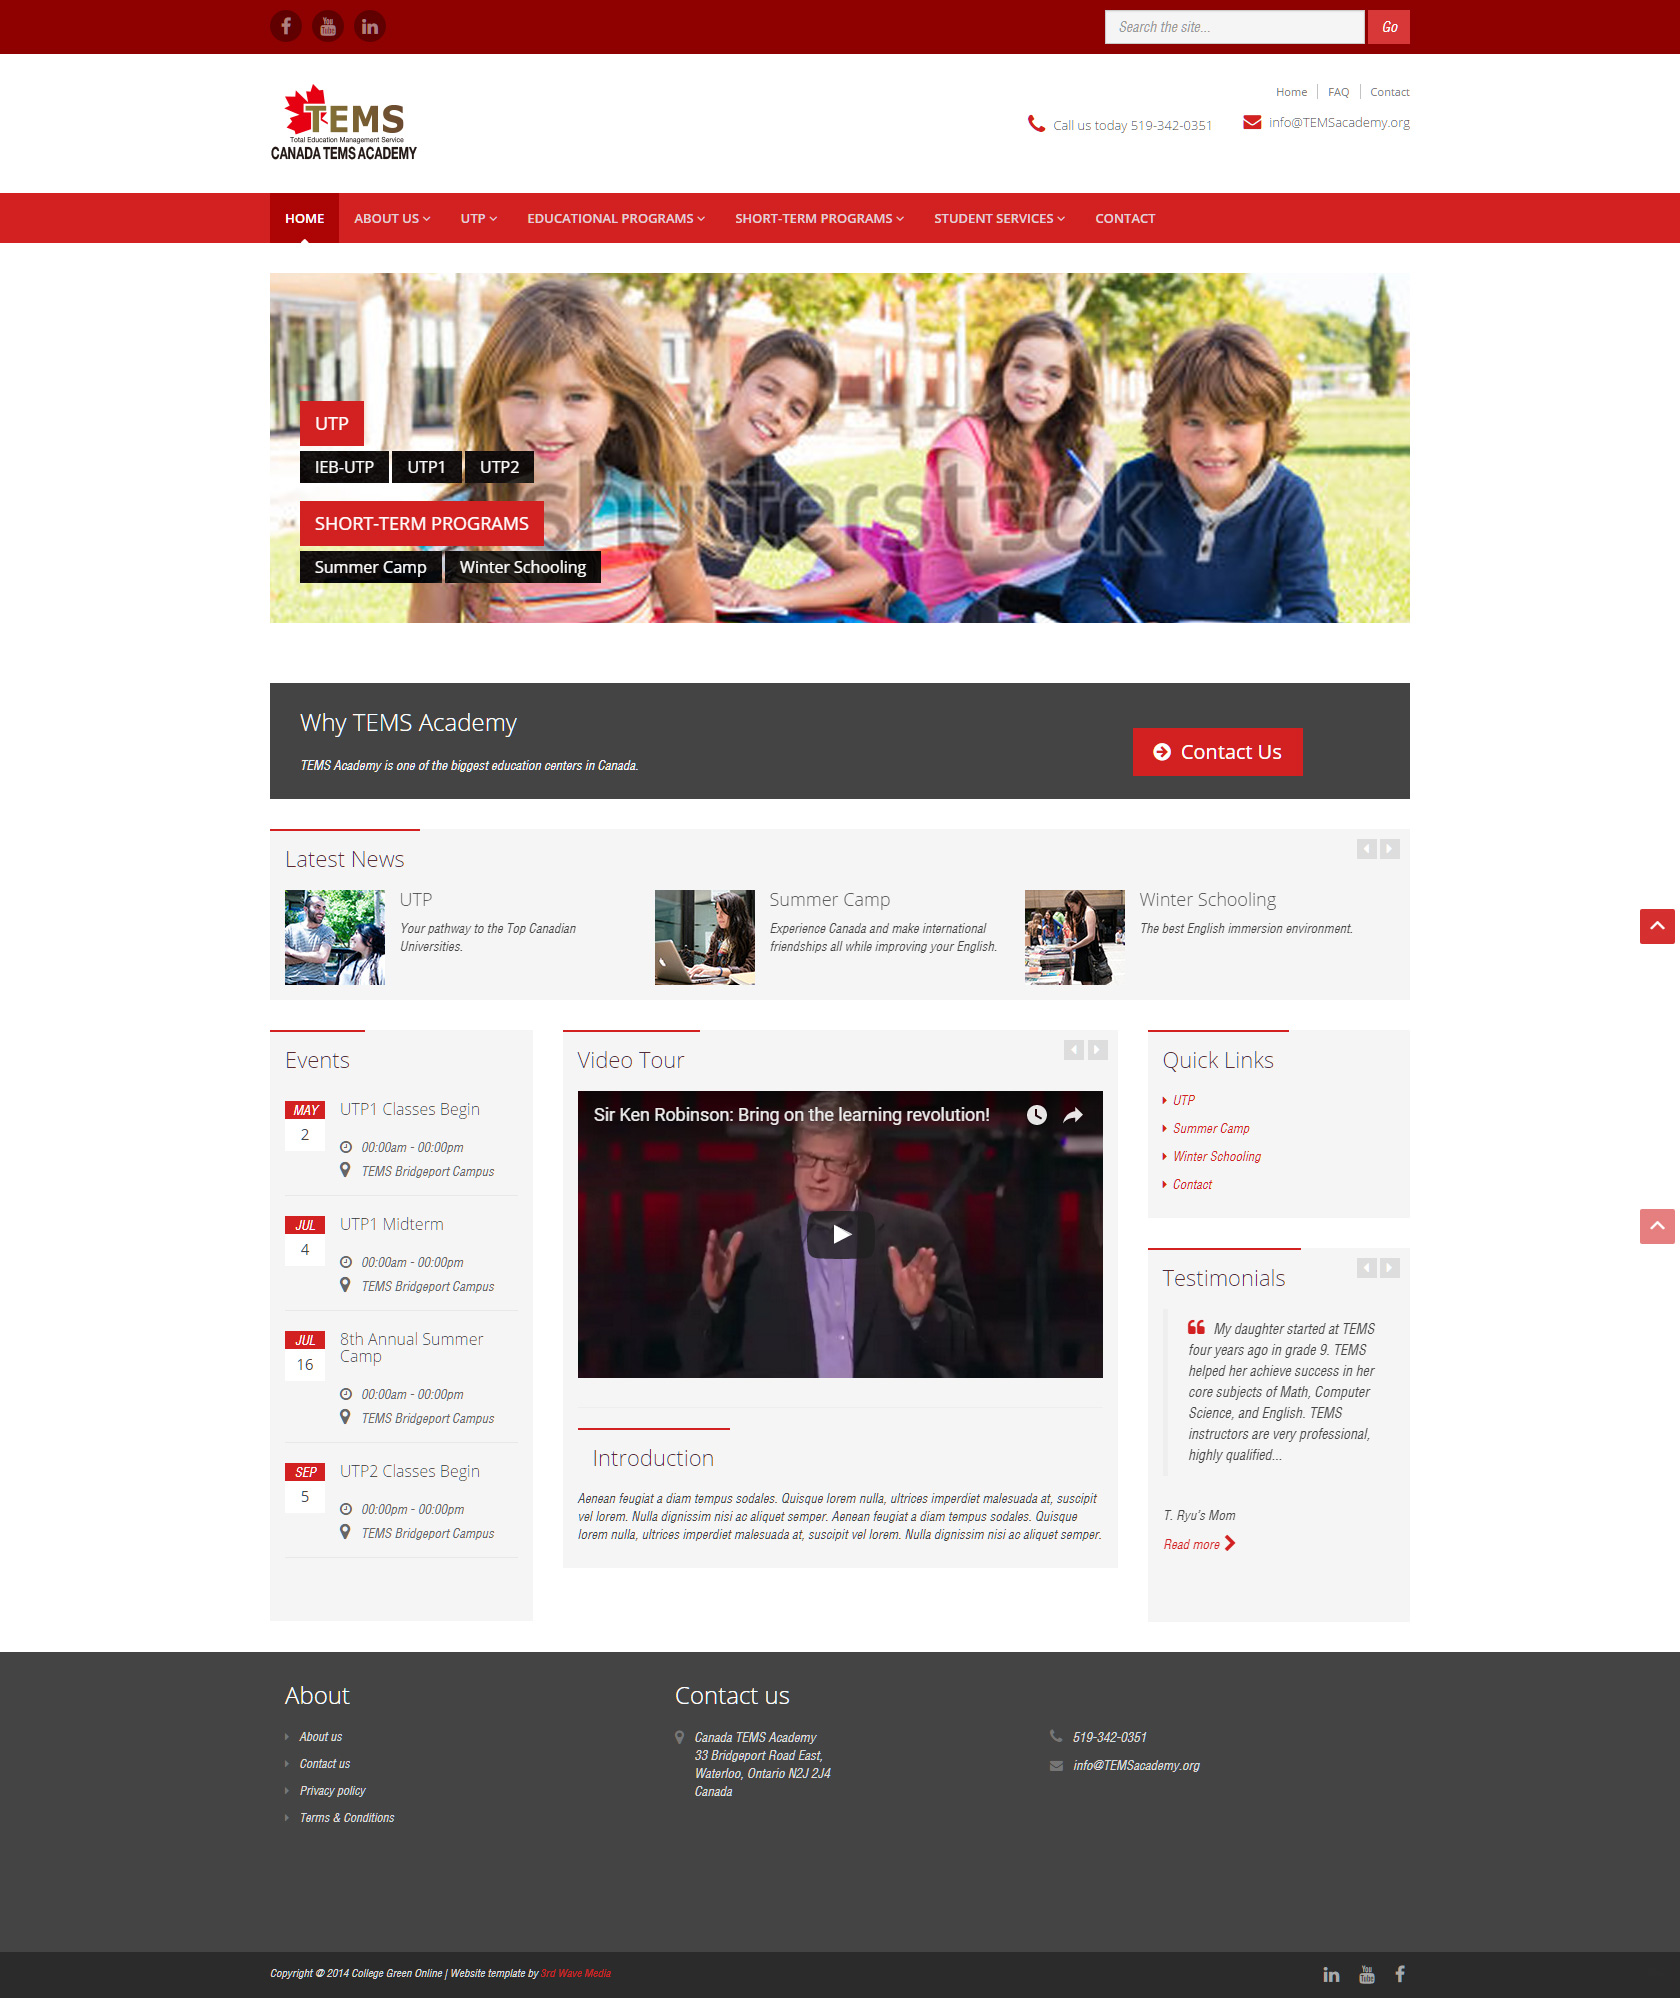 Search the site...
Go
TEMS
Total Education Management Service
CANADA TEMS ACADEMY
Home
FAQ
Contact
Call us today 519-342-0351
info@TEMSacademy.org
HOME
ABOUT US
UTP
EDUCATIONAL PROGRAMS
SHORT-TERM PROGRAMS
STUDENT SERVICES
CONTACT
UTP
IEB-UTP
UTP1
UTP2
shutterstock
SHORT-TERM PROGRAMS
Summer Camp
Winter Schooling
Why TEMS Academy
TEMS Academy is one of the biggest education centers in Canada.
Contact Us
Latest News
UTP
Your pathway to the Top Canadian
Universities.
Summer Camp
Experience Canada and make international
friendships all while improving your English.
Winter Schooling
The best English immersion environment.
Events
MAY
2
UTP1 Classes Begin
00:00am - 00:00pm
TEMS Bridgeport Campus
JUL
4
UTP1 Midterm
00:00am - 00:00pm
TEMS Bridgeport Campus
JUL
16
8th Annual Summer
Camp
00:00am - 00:00pm
TEMS Bridgeport Campus
SEP
5
UTP2 Classes Begin
00:00pm - 00:00pm
TEMS Bridgeport Campus
Video Tour
Sir Ken Robinson: Bring on the learning revolution!
Introduction
Aenean feugiat a diam tempus sodales. Quisque lorem nulla, ultrices imperdiet malesuada at, suscipit
vel lorem. Nulla dignissim nisi ac aliquet semper. Aenean feugiat a diam tempus sodales. Quisque
lorem nulla, ultrices imperdiet malesuada at, suscipit vel lorem. Nulla dignissim nisi ac aliquet semper.
Quick Links
UTP
Summer Camp
Winter Schooling
Contact
Testimonials
My daughter started at TEMS
four years ago in grade 9. TEMS
helped her achieve success in her
core subjects of Math, Computer
Science, and English. TEMS
instructors are very professional,
highly qualified...
T. Ryu's Mom
Read more
About
About us
Contact us
Privacy policy
Terms & Conditions
Contact us
Canada TEMS Academy
33 Bridgeport Road East,
Waterloo, Ontario N2J 2J4
Canada
519-342-0351
info@TEMSacademy.org
Copyright @ 2014 College Green Online | Website template by 3rd Wave Media